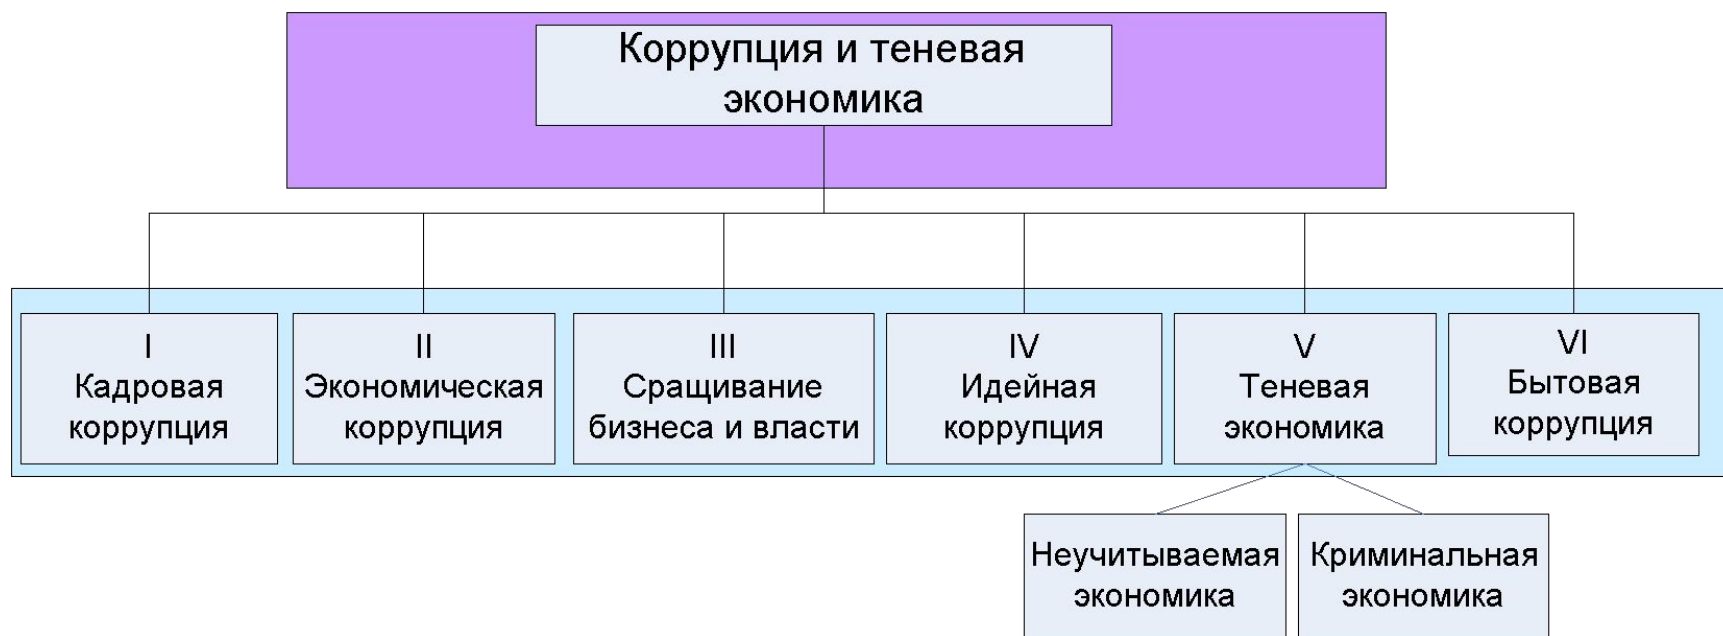 Коррупция и теневая
экономика
I
Кадровая
коррупция
II
Экономическая
коррупция
III
Сращивание
бизнеса и власти
IV
Идейная
коррупция
V
Теневая
экономика
VI
Бытовая
коррупция
Неучитываемая
экономика
Криминальная
экономика